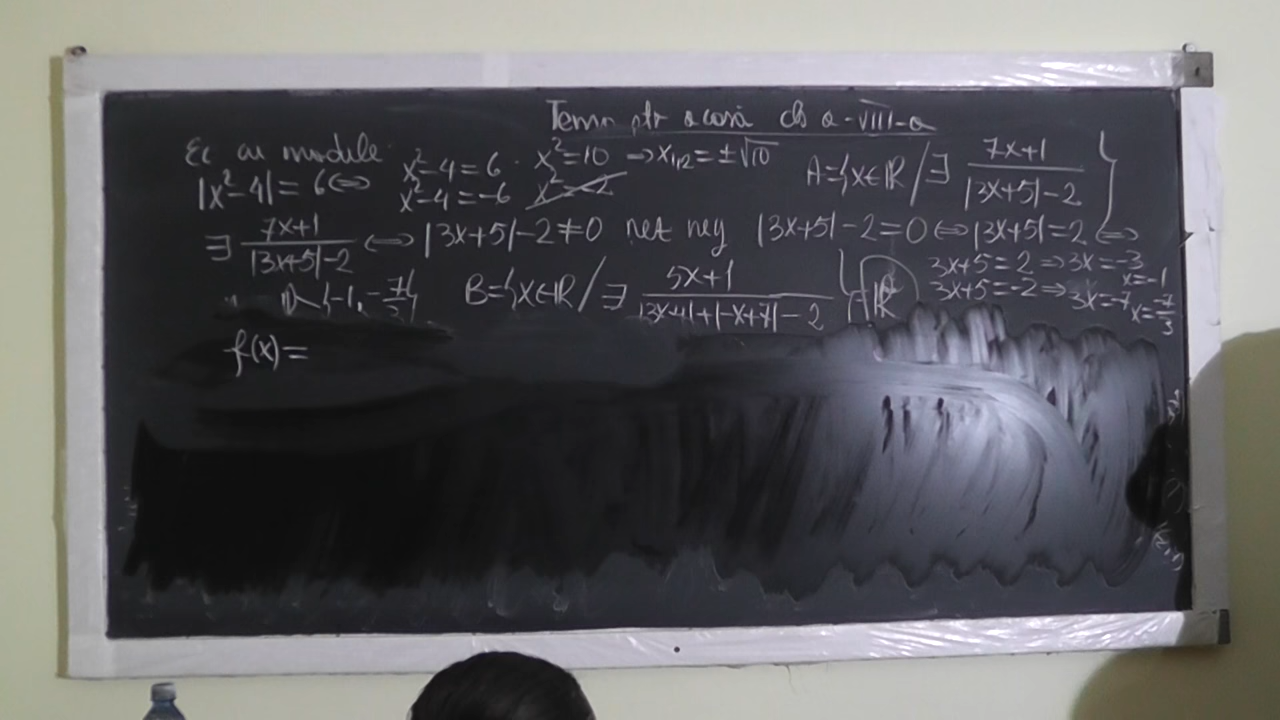 Tema ptr acasă cls a-VIII-a
Ec cu module x²-4=6 x²=10 ⇒x₁,₂=±√10
|x²-4|=6⇔ x²-4=-6 x²=-2
A={x∈ℝ/∃ (7x+1)/(|3x+5|-2)}
∃ (7x+1)/(|3x+5|-2) ⇔ |3x+5|-2≠0 |3x+5|-2=0⇔|3x+5|=2⇔
3x+5=2⇒3x=-3 x=-1
3x+5=-2⇒3x=-7 x=-7/3
ℝ\{-1,-7/3}
B={x∈ℝ/∃ (5x+1)/(|3x+4|+|-x+7|-2)}=ℝ
f(x)=